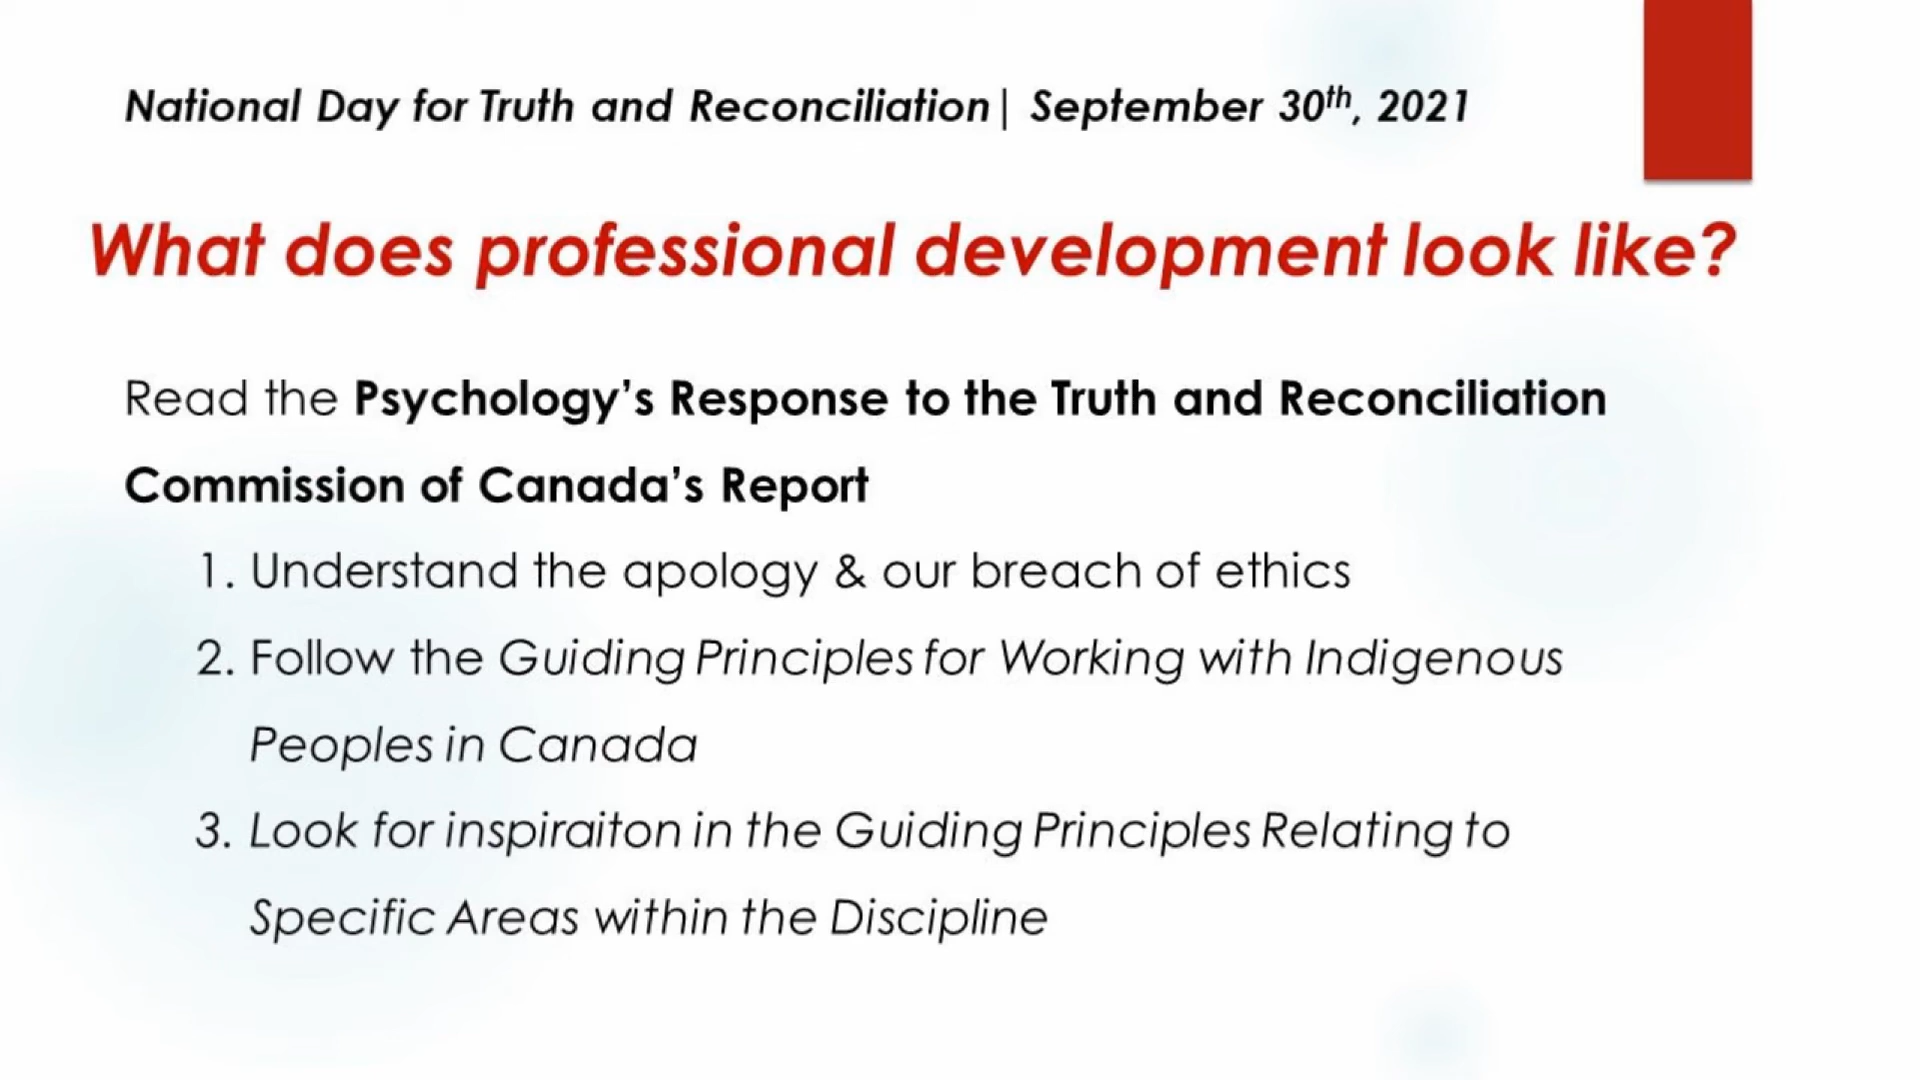 National Day for Truth and Reconciliation| September 30th, 2021
What does professional development look like?
Read the Psychology’s Response to the Truth and Reconciliation
Commission of Canada’s Report
1. Understand the apology & our breach of ethics
2. Follow the Guiding Principles for Working with Indigenous
Peoples in Canada
3. Look for inspiraiton in the Guiding Principles Relating to
Specific Areas within the Discipline